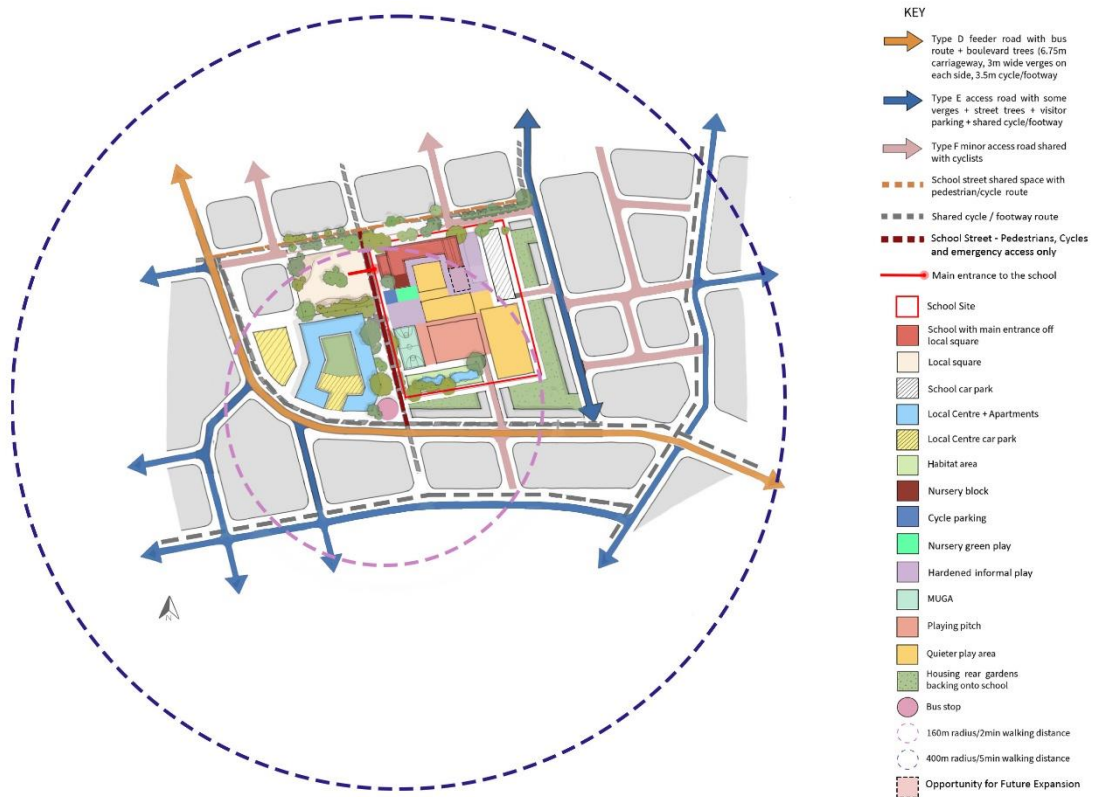 KEY
Type D feeder road with bus
route + boulevard trees (6.75m
carriageway, 3m wide verges on
each side, 3.5m cycle/footway
Type E access road with some
verges + street trees + visitor
parking + shared cycle/footway
Type F minor access road shared
with cyclists
School street shared space with
pedestrian/cycle route
Shared cycle / footway route
School Street - Pedestrians, Cycles
and emergency access only
Main entrance to the school
School Site
School with main entrance off
local square
Local square
School car park
Local Centre + Apartments
Local Centre car park
Habitat area
Nursery block
Cycle parking
Nursery green play
Hardened informal play
MUGA
Playing pitch
Quieter play area
Housing rear gardens
backing onto school
Bus stop
160m radius/2min walking distance
400m radius/5min walking distance
Opportunity for Future Expansion
N